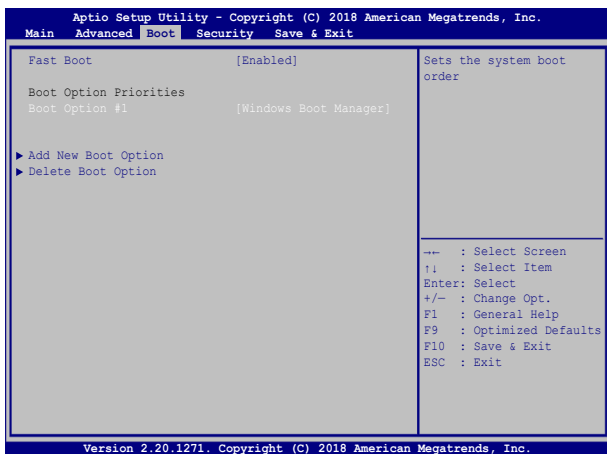 Aptio Setup Utility - Copyright (C) 2018 American Megatrends, Inc.
Main Advanced Boot Security Save & Exit
Fast Boot [Enabled]
Boot Option Priorities
Boot Option #1 [Windows Boot Manager]
▶ Add New Boot Option
▶ Delete Boot Option
Sets the system boot
order
→← : Select Screen
↑↓ : Select Item
Enter: Select
+/— : Change Opt.
F1 : General Help
F9 : Optimized Defaults
F10 : Save & Exit
ESC : Exit
Version 2.20.1271. Copyright (C) 2018 American Megatrends, Inc.